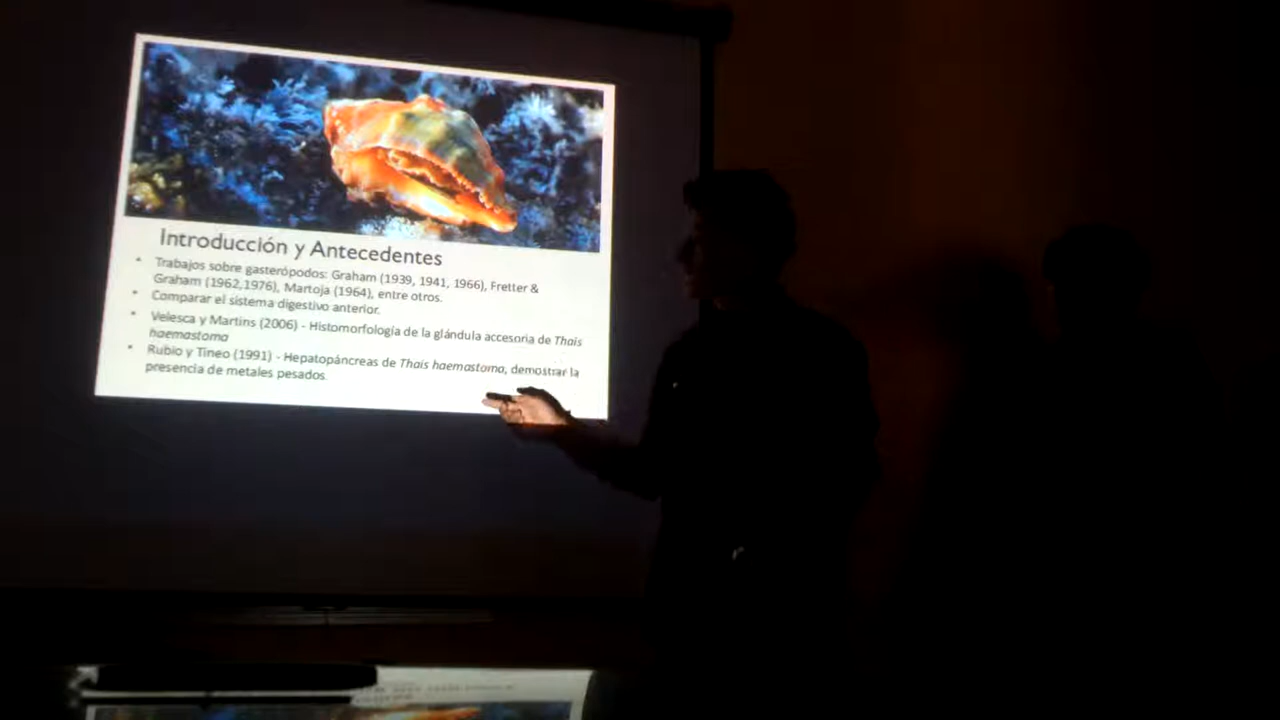 Introducción y Antecedentes
• Trabajos sobre gasterópodos: Graham (1939, 1941, 1966), Fretter &
Graham (1962,1976), Martoja (1964), entre otros.
• Comparar el sistema digestivo anterior.
• Velesca y Martins (2006) - Histomorfología de la glándula accesoria de Thais
haemastoma
• Rubio y Tineo (1991) - Hepatopáncreas de Thais haemastoma, demostrar la
presencia de metales pesados.